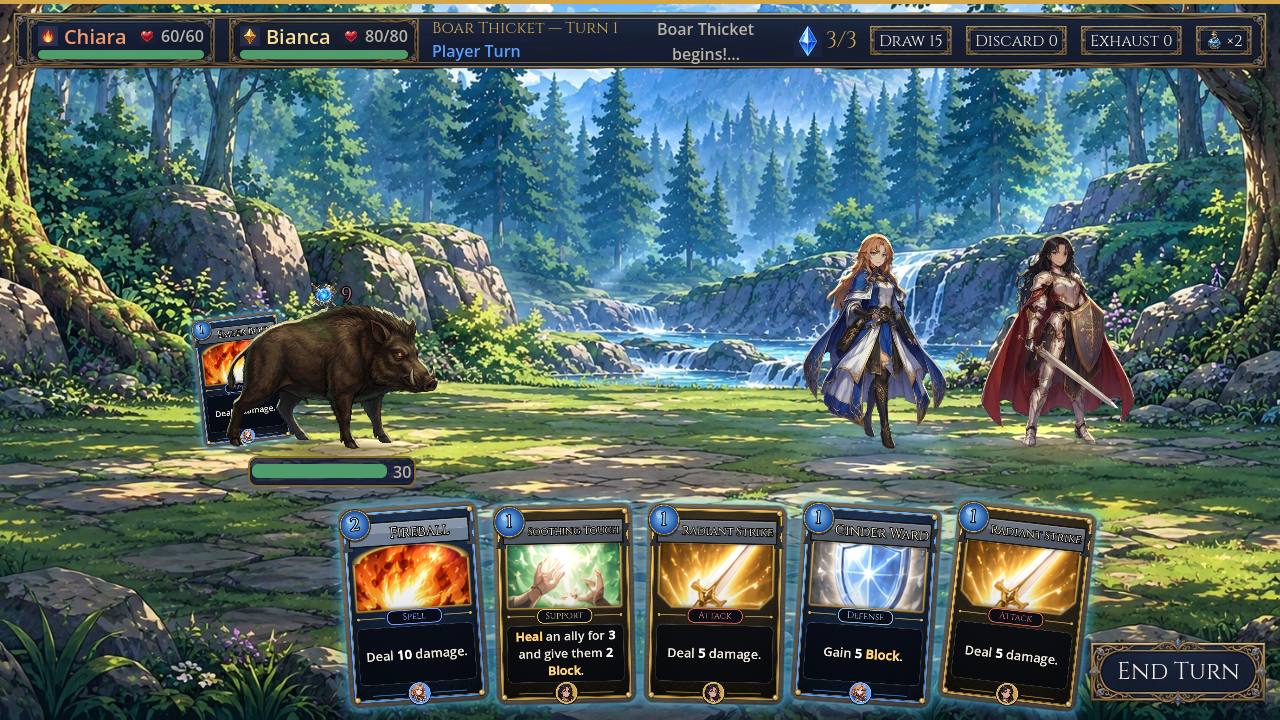 Chiara 60/60
Bianca 80/80
Boar Thicket — Turn 1
Player Turn
Boar Thicket
begins!...
3/3
Draw 15
Discard 0
Exhaust 0
×2
9
1
Deal damage.
30
2
Fireball
Spell
Deal 10 damage.
1
Soothing Touch
Support
Heal an ally for 3
and give them 2
Block.
1
Radiant Strike
Attack
Deal 5 damage.
1
Cinder Ward
Defense
Gain 5 Block.
1
Radiant Strike
Attack
Deal 5 damage.
End Turn